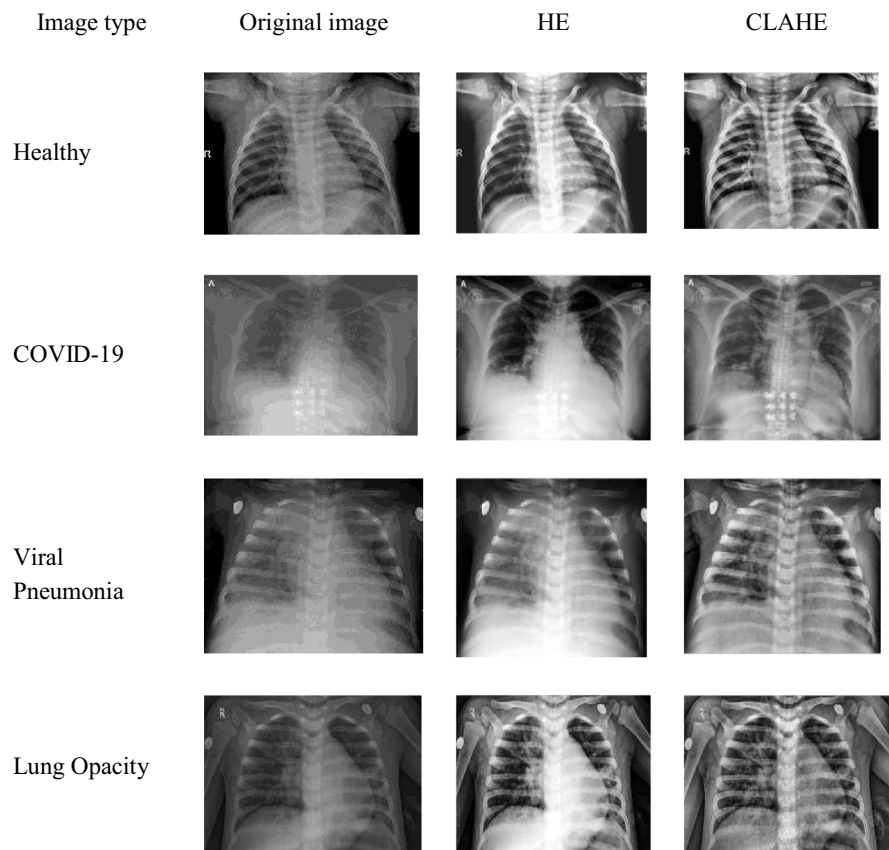 Image type Original image HE CLAHE
Healthy
R R R
COVID-19
A A A
Viral
Pneumonia
Lung Opacity
R R R